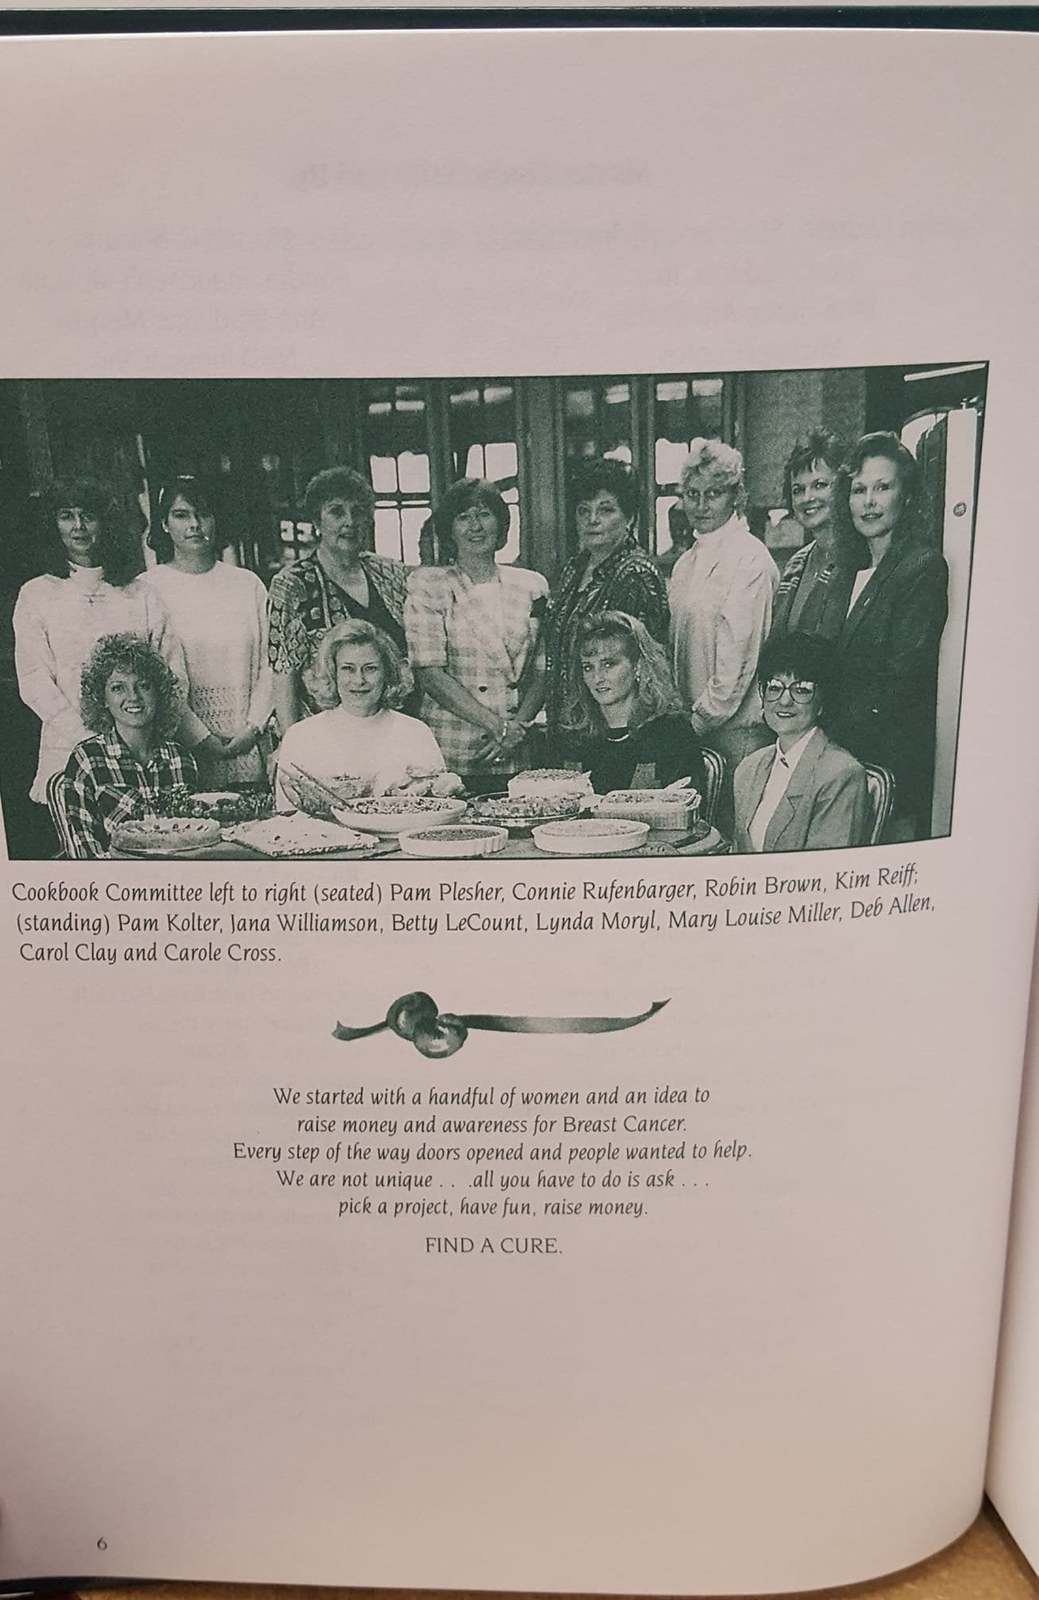 Cookbook Committee left to right (seated) Pam Plesher, Connie Rufenbarger, Robin Brown, Kim Reiff;
(standing) Pam Kolter, Jana Williamson, Betty LeCount, Lynda Moryl, Mary Louise Miller, Deb Allen,
Carol Clay and Carole Cross.
We started with a handful of women and an idea to
raise money and awareness for Breast Cancer.
Every step of the way doors opened and people wanted to help.
We are not unique . . .all you have to do is ask . . .
pick a project, have fun, raise money.
FIND A CURE.
6